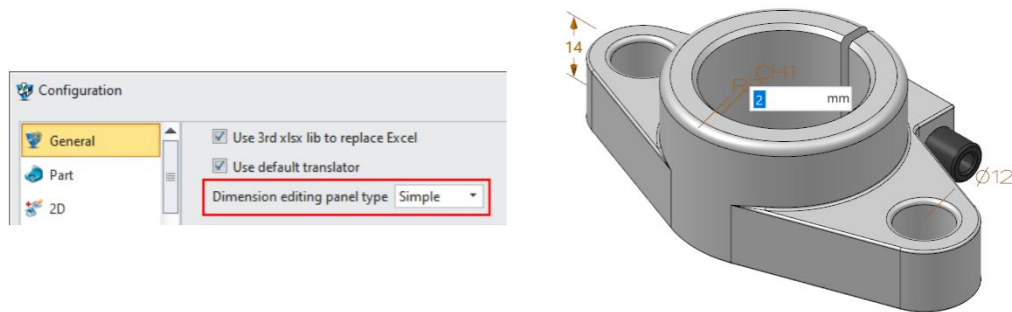 Configuration
General
Part
2D
Use 3rd xlsx lib to replace Excel
Use default translator
Dimension editing panel type Simple
14
CH1
2 mm
Ø12